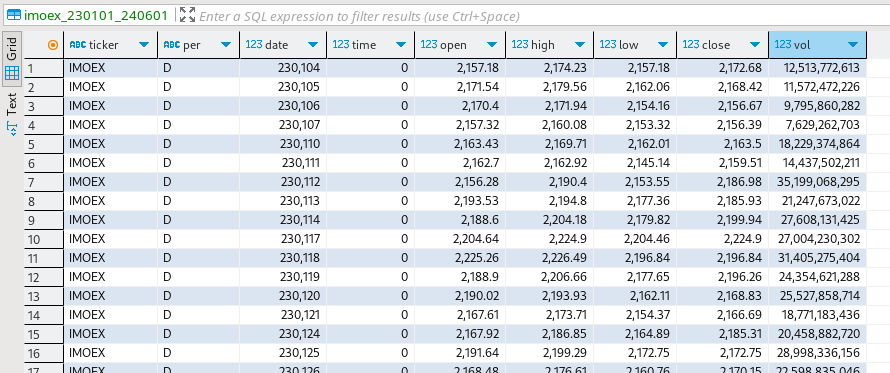 imoex_230101_240601 Enter a SQL expression to filter results (use Ctrl+Space)
Grid
Text
ABC ticker ABC per 123 date 123 time 123 open 123 high 123 low 123 close 123 vol
1 IMOEX D 230,104 0 2,157.18 2,174.23 2,157.18 2,172.68 12,513,772,613
2 IMOEX D 230,105 0 2,171.54 2,179.56 2,162.06 2,168.42 11,572,472,226
3 IMOEX D 230,106 0 2,170.4 2,171.94 2,154.16 2,156.67 9,795,860,282
4 IMOEX D 230,107 0 2,157.32 2,160.08 2,153.32 2,156.39 7,629,262,703
5 IMOEX D 230,110 0 2,163.43 2,169.71 2,162.01 2,163.5 18,229,374,864
6 IMOEX D 230,111 0 2,162.7 2,162.92 2,145.14 2,159.51 14,437,502,211
7 IMOEX D 230,112 0 2,156.28 2,190.4 2,153.55 2,186.98 35,199,068,295
8 IMOEX D 230,113 0 2,193.53 2,194.8 2,177.36 2,185.93 21,247,673,022
9 IMOEX D 230,114 0 2,188.6 2,204.18 2,179.82 2,199.94 27,608,131,425
10 IMOEX D 230,117 0 2,204.64 2,224.9 2,204.46 2,224.9 27,004,230,302
11 IMOEX D 230,118 0 2,225.26 2,226.49 2,196.84 2,196.84 31,405,275,404
12 IMOEX D 230,119 0 2,188.9 2,206.66 2,177.65 2,196.26 24,354,621,288
13 IMOEX D 230,120 0 2,190.02 2,193.93 2,162.11 2,168.83 25,527,858,714
14 IMOEX D 230,121 0 2,167.61 2,173.71 2,154.37 2,166.69 18,771,183,436
15 IMOEX D 230,124 0 2,167.92 2,186.85 2,164.89 2,185.31 20,458,882,720
16 IMOEX D 230,125 0 2,191.64 2,199.29 2,172.75 2,172.75 28,998,336,156
17 IMOEX D 230,126 0 2,168.48 2,176.61 2,160.76 2,170.15 22,598,835,046